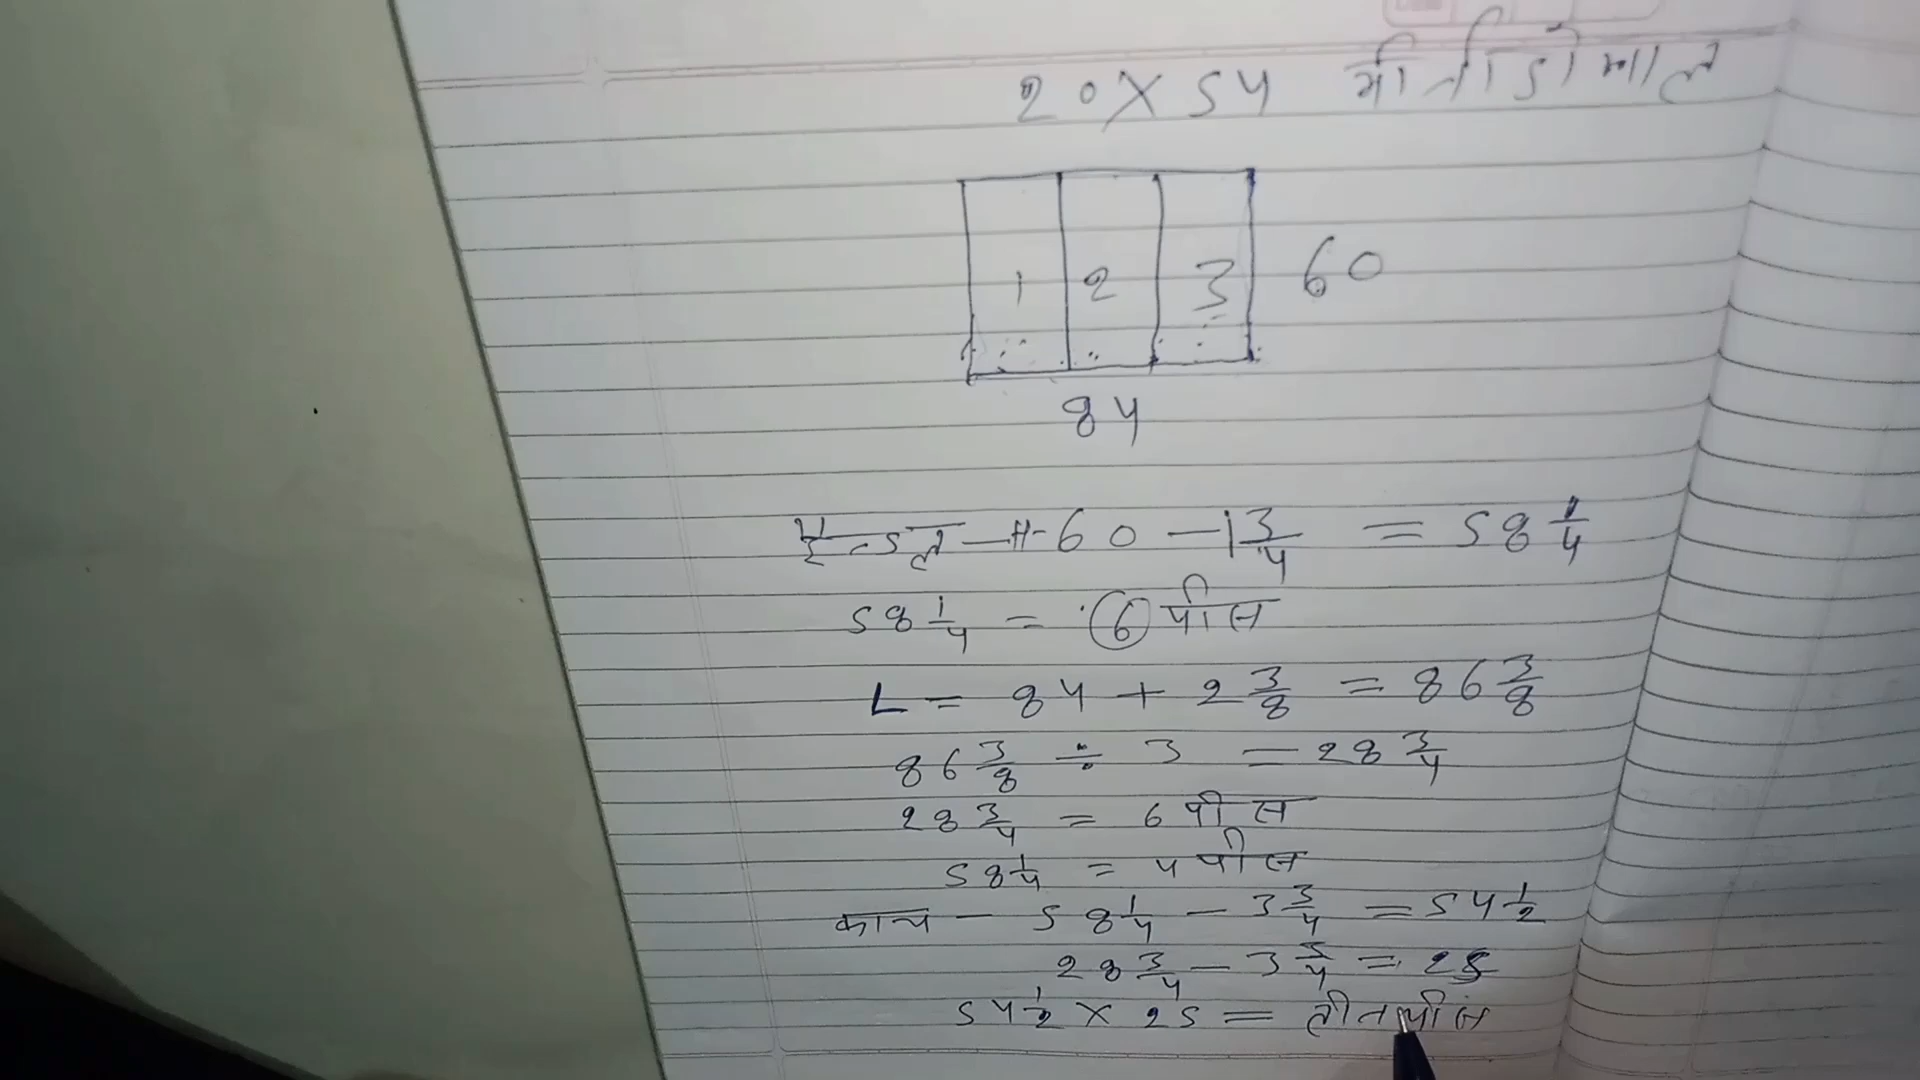 20 X 54
1 2 3 60
84
हेन्डल - 60 - 1 3/4 = 58 1/4
58 1/4 = 6 पीस
L = 84 + 2 3/8 = 86 3/8
86 3/8 ÷ 3 = 28 3/4
28 3/4 = 6 पीस
58 1/4 = 4 पीस
काच - 58 1/4 - 3 3/4 = 54 1/2
28 3/4 - 3 3/4 = 25
54 1/2 X 25 = तीन पीस